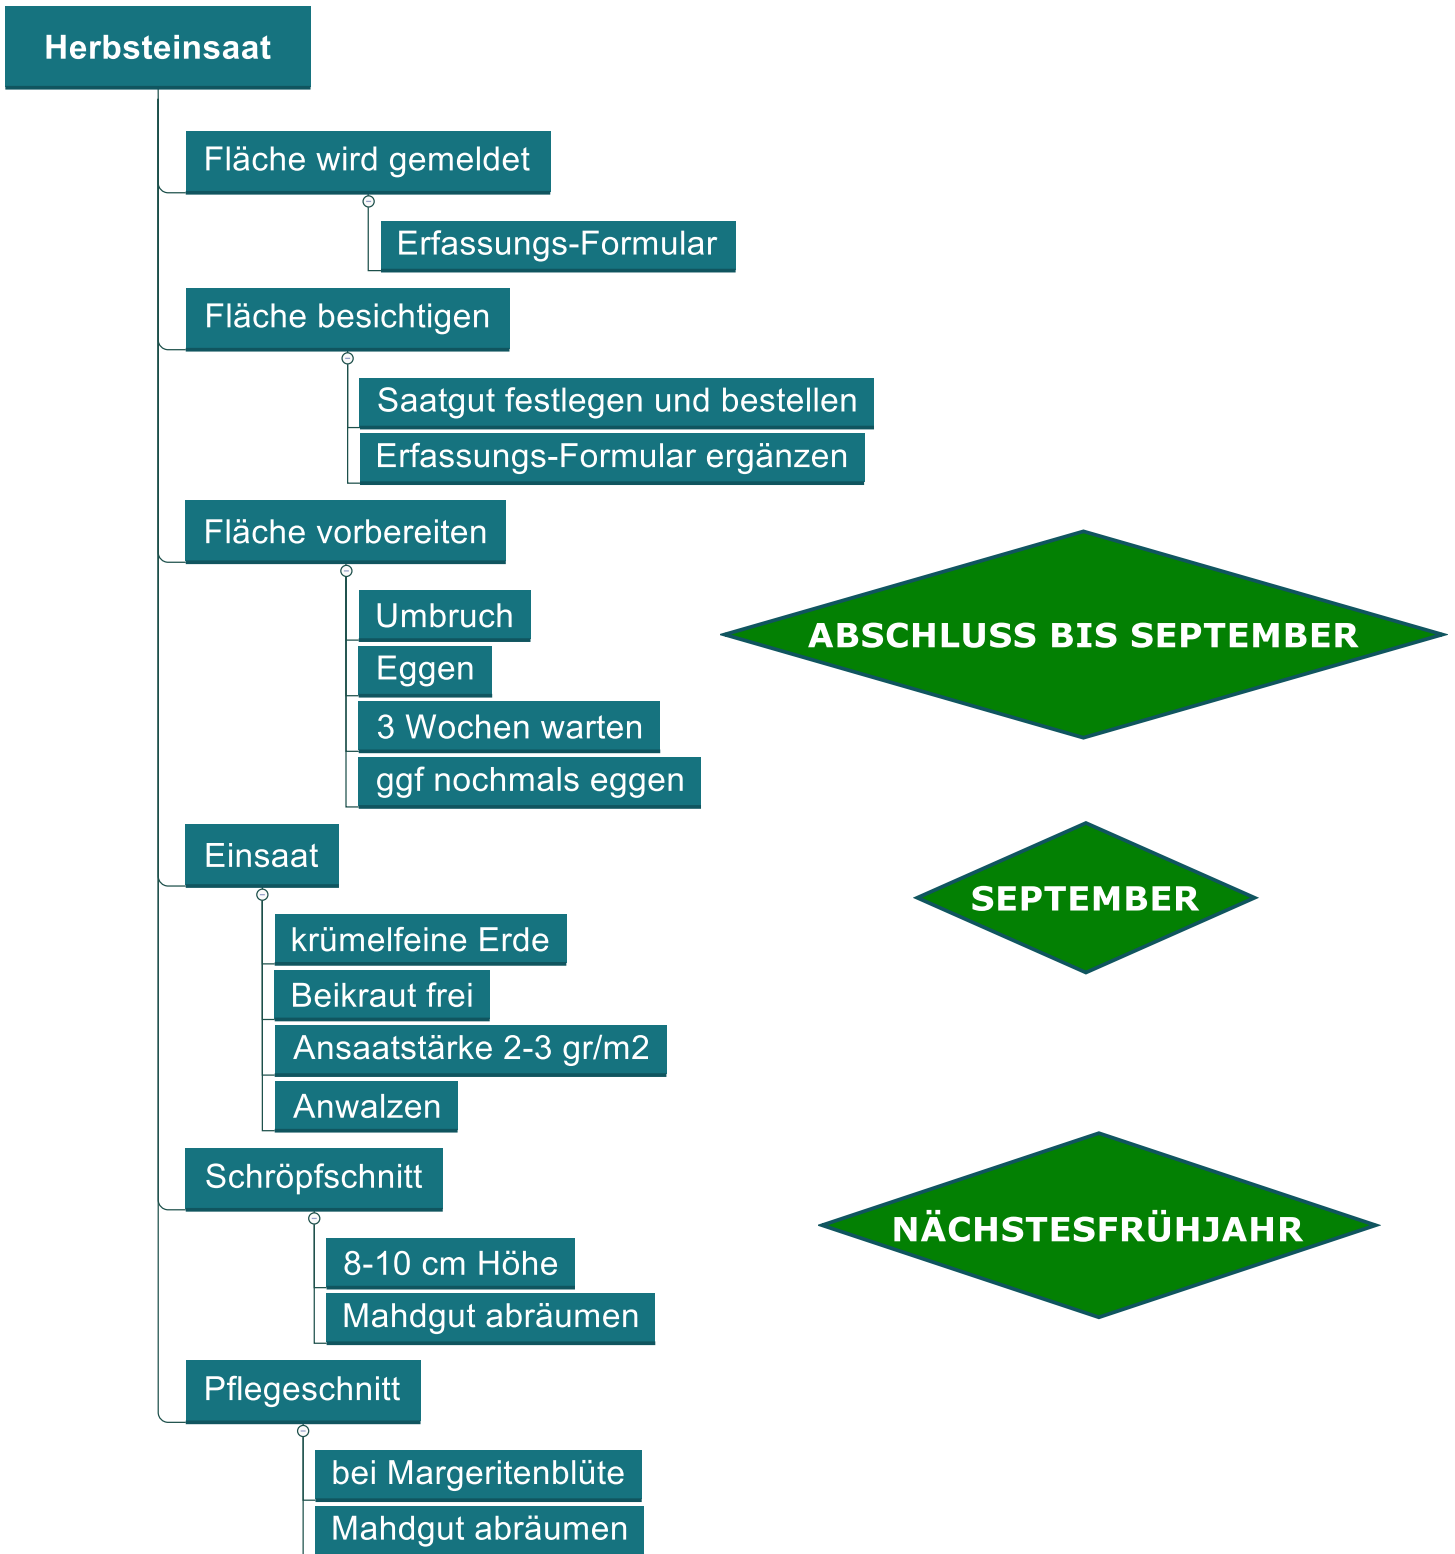 Herbsteinsaat
Fläche wird gemeldet
Erfassungs-Formular
Fläche besichtigen
Saatgut festlegen und bestellen
Erfassungs-Formular ergänzen
Fläche vorbereiten
Umbruch
ABSCHLUSS BIS SEPTEMBER
Eggen
3 Wochen warten
ggf nochmals eggen
Einsaat
SEPTEMBER
krümelfeine Erde
Beikraut frei
Ansaatstärke 2-3 gr/m2
Anwalzen
Schröpfschnitt
NÄCHSTESFRÜHJAHR
8-10 cm Höhe
Mahdgut abräumen
Pflegeschnitt
bei Margeritenblüte
Mahdgut abräumen